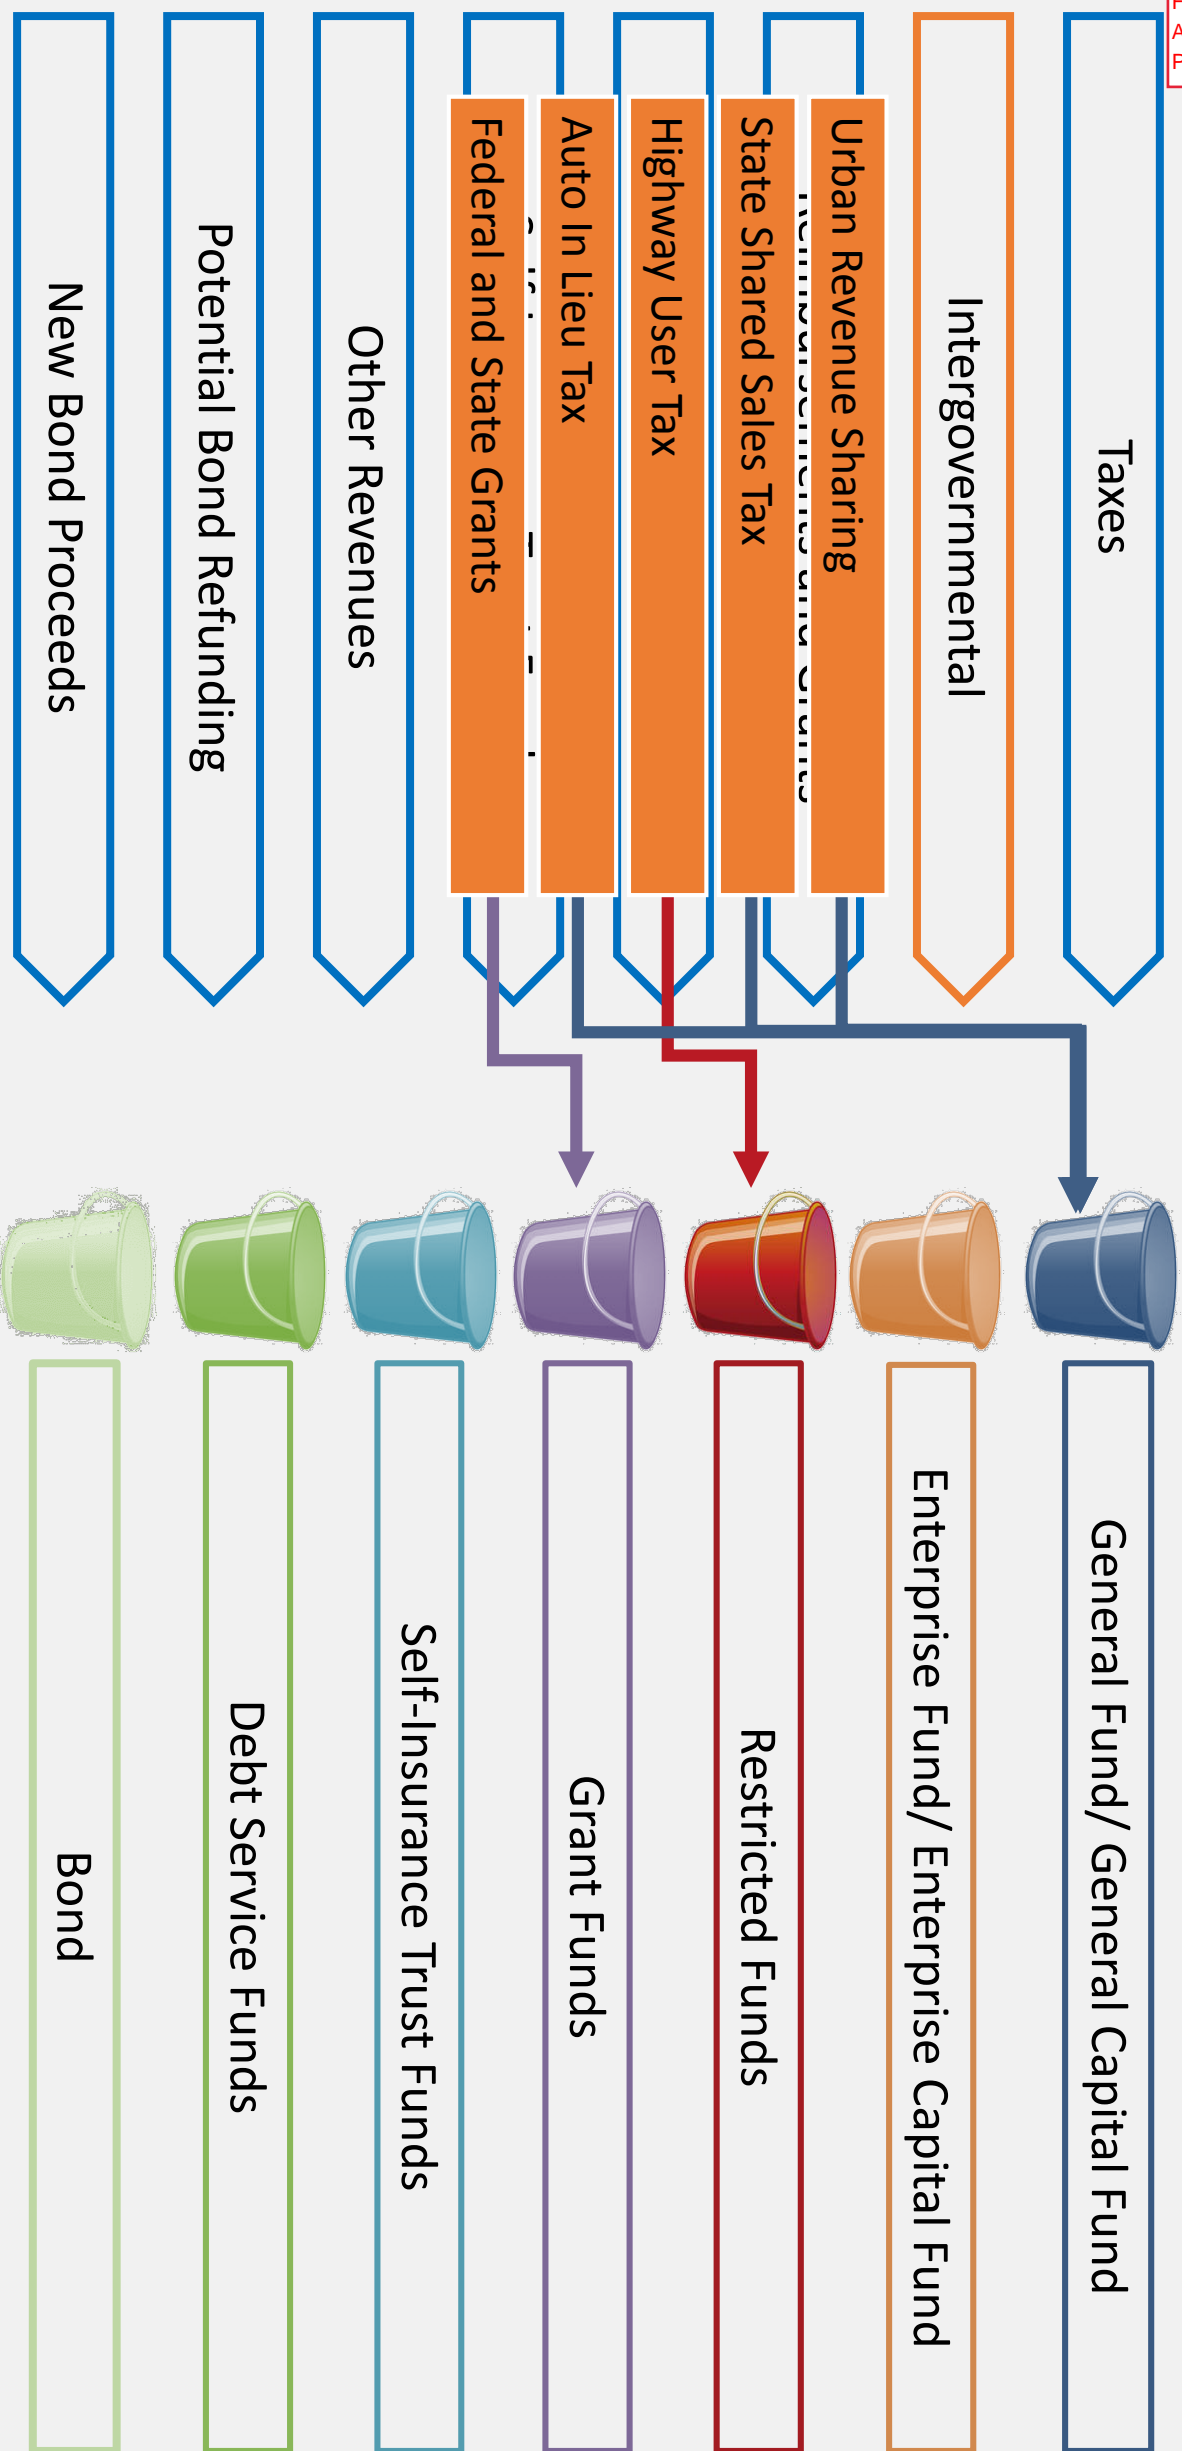 Taxes
Intergovernmental
Urban Revenue Sharing
State Shared Sales Tax
Highway User Tax
Auto In Lieu Tax
Federal and State Grants
Other Revenues
Potential Bond Refunding
New Bond Proceeds
General Fund/ General Capital Fund
Enterprise Fund/ Enterprise Capital Fund
Restricted Funds
Grant Funds
Self-Insurance Trust Funds
Debt Service Funds
Bond